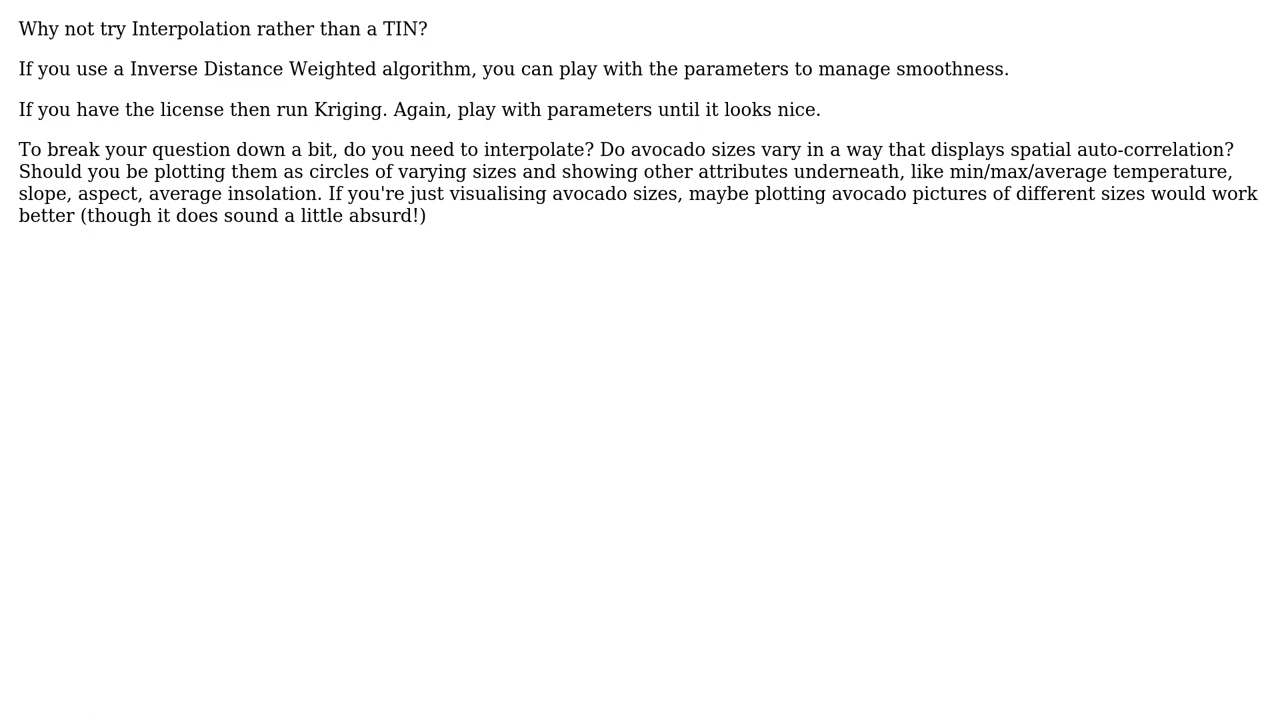 Why not try Interpolation rather than a TIN?
If you use a Inverse Distance Weighted algorithm, you can play with the parameters to manage smoothness.
If you have the license then run Kriging. Again, play with parameters until it looks nice.
To break your question down a bit, do you need to interpolate? Do avocado sizes vary in a way that displays spatial auto-correlation?
Should you be plotting them as circles of varying sizes and showing other attributes underneath, like min/max/average temperature,
slope, aspect, average insolation. If you're just visualising avocado sizes, maybe plotting avocado pictures of different sizes would work
better (though it does sound a little absurd!)